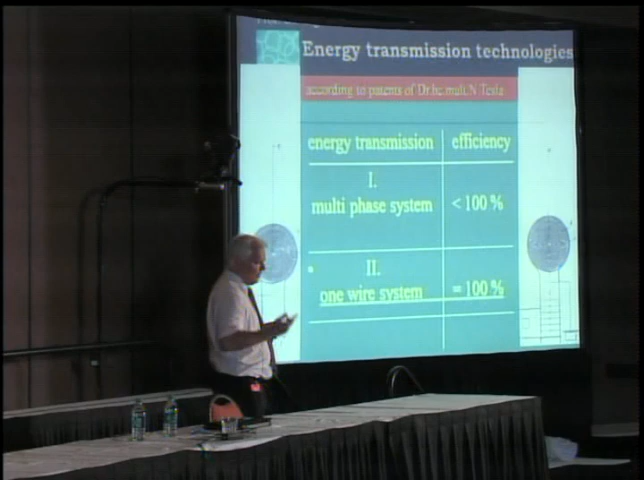 Energy transmission technologies
according to patents of Dr.hc.mult.N Tesla
energy transmission efficiency
I.
multi phase system < 100 %
II.
one wire system = 100 %